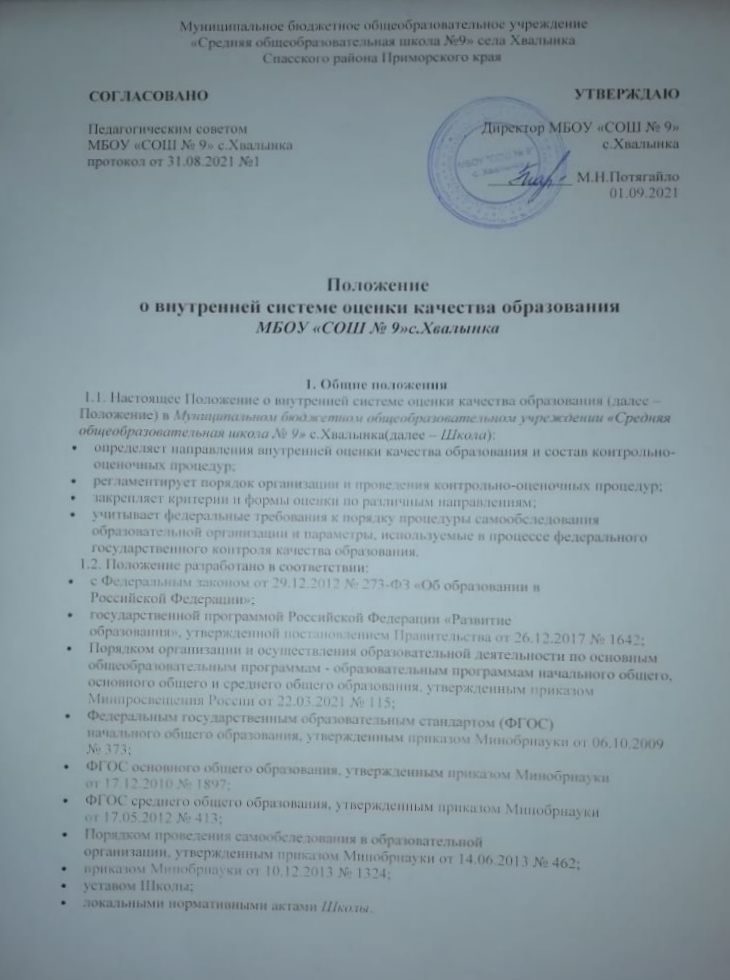 Муниципальное бюджетное общеобразовательное учреждение
«Средняя общеобразовательная школа №9» села Хвалынка
Спасского района Приморского края
СОГЛАСОВАНО
Педагогическим советом
МБОУ «СОШ № 9» с.Хвалынка
протокол от 31.08.2021 №1
УТВЕРЖДАЮ
Директор МБОУ «СОШ № 9»
с.Хвалынка
М.Н.Потягайло
01.09.2021
Положение
о внутренней системе оценки качества образования
МБОУ «СОШ № 9»с.Хвалынка
1. Общие положения
1.1. Настоящее Положение о внутренней системе оценки качества образования (далее –
Положение) в Муниципальном бюджетном общеобразовательном учреждении «Средняя
общеобразовательная школа № 9» с.Хвалынка(далее – Школа):
• определяет направления внутренней оценки качества образования и состав контрольно-
оценочных процедур;
• регламентирует порядок организации и проведения контрольно-оценочных процедур;
• закрепляет критерии и формы оценки по различным направлениям;
• учитывает федеральные требования к порядку процедуры самообследования
образовательной организации и параметры, используемые в процессе федерального
государственного контроля качества образования.
1.2. Положение разработано в соответствии:
• с Федеральным законом от 29.12.2012 № 273-ФЗ «Об образовании в
Российской Федерации»;
• государственной программой Российской Федерации «Развитие
образования», утвержденной постановлением Правительства от 26.12.2017 № 1642;
• Порядком организации и осуществления образовательной деятельности по основным
общеобразовательным программам - образовательным программам начального общего,
основного общего и среднего общего образования, утвержденным приказом
Минпросвещения России от 22.03.2021 № 115;
• Федеральным государственным образовательным стандартом (ФГОС)
начального общего образования, утвержденным приказом Минобрнауки от 06.10.2009
№ 373;
• ФГОС основного общего образования, утвержденным приказом Минобрнауки
от 17.12.2010 № 1897;
• ФГОС среднего общего образования, утвержденным приказом Минобрнауки
от 17.05.2012 № 413;
• Порядком проведения самообследования в образовательной
организации, утвержденным приказом Минобрнауки от 14.06.2013 № 462;
• приказом Минобрнауки от 10.12.2013 № 1324;
• уставом Школы;
• локальными нормативными актами Школы.